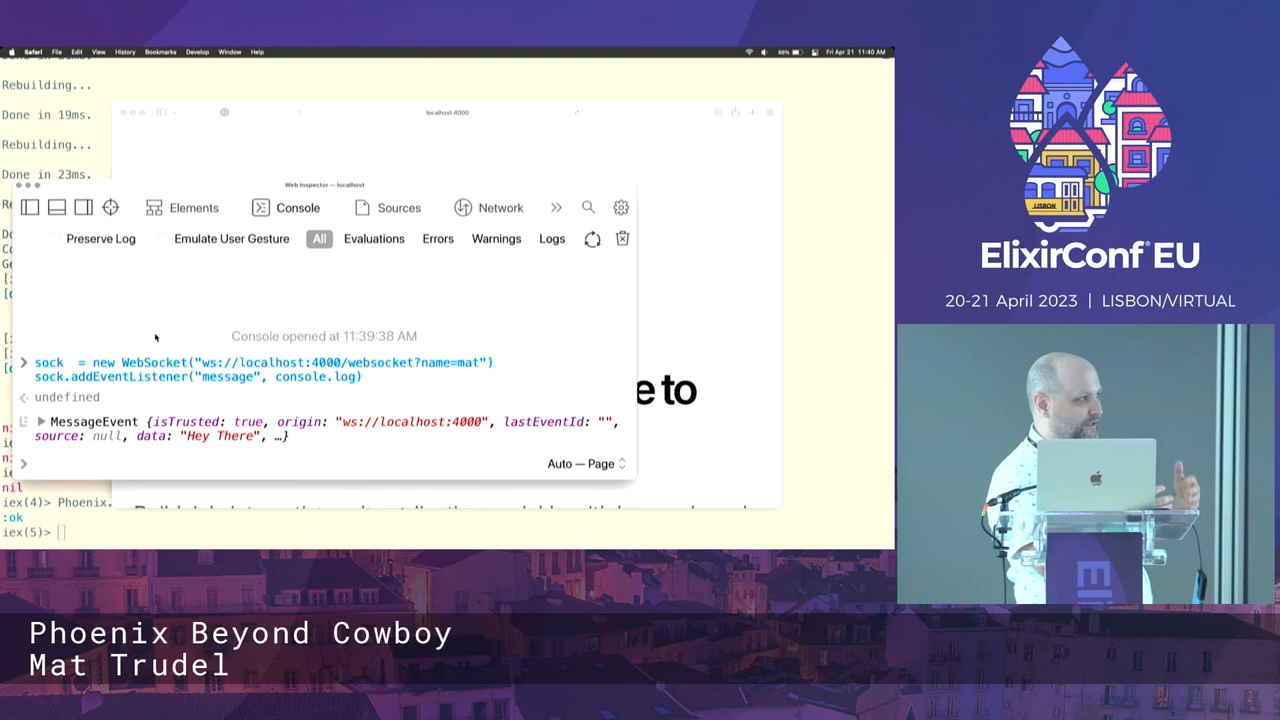 Safari File Edit View History Bookmarks Develop Window Help
66% Fri Apr 21 11:40 AM
Rebuilding...
Done in 19ms.
Rebuilding...
Done in 23ms.
localhost:4000
Web Inspector — localhost
Elements Console Sources Network
Preserve Log Emulate User Gesture All Evaluations Errors Warnings Logs
Console opened at 11:39:38 AM
sock = new WebSocket("ws://localhost:4000/websocket?name=mat")
sock.addEventListener("message", console.log)
undefined
MessageEvent {isTrusted: true, origin: "ws://localhost:4000", lastEventId: "",
source: null, data: "Hey There", …}
Auto — Page
e to
nil
iex(4)> Phoenix.
:ok
iex(5)>
LISBON
ElixirConf EU
20-21 April 2023 | LISBON/VIRTUAL
Phoenix Beyond Cowboy
Mat Trudel